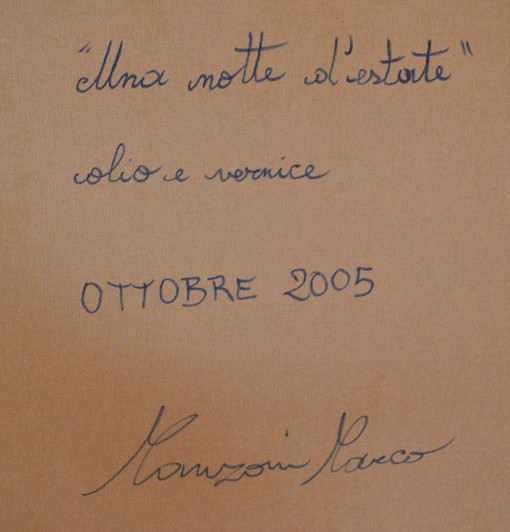 "Una notte d'estate"
olio e vernice
OTTOBRE 2005
Manzoni Marco